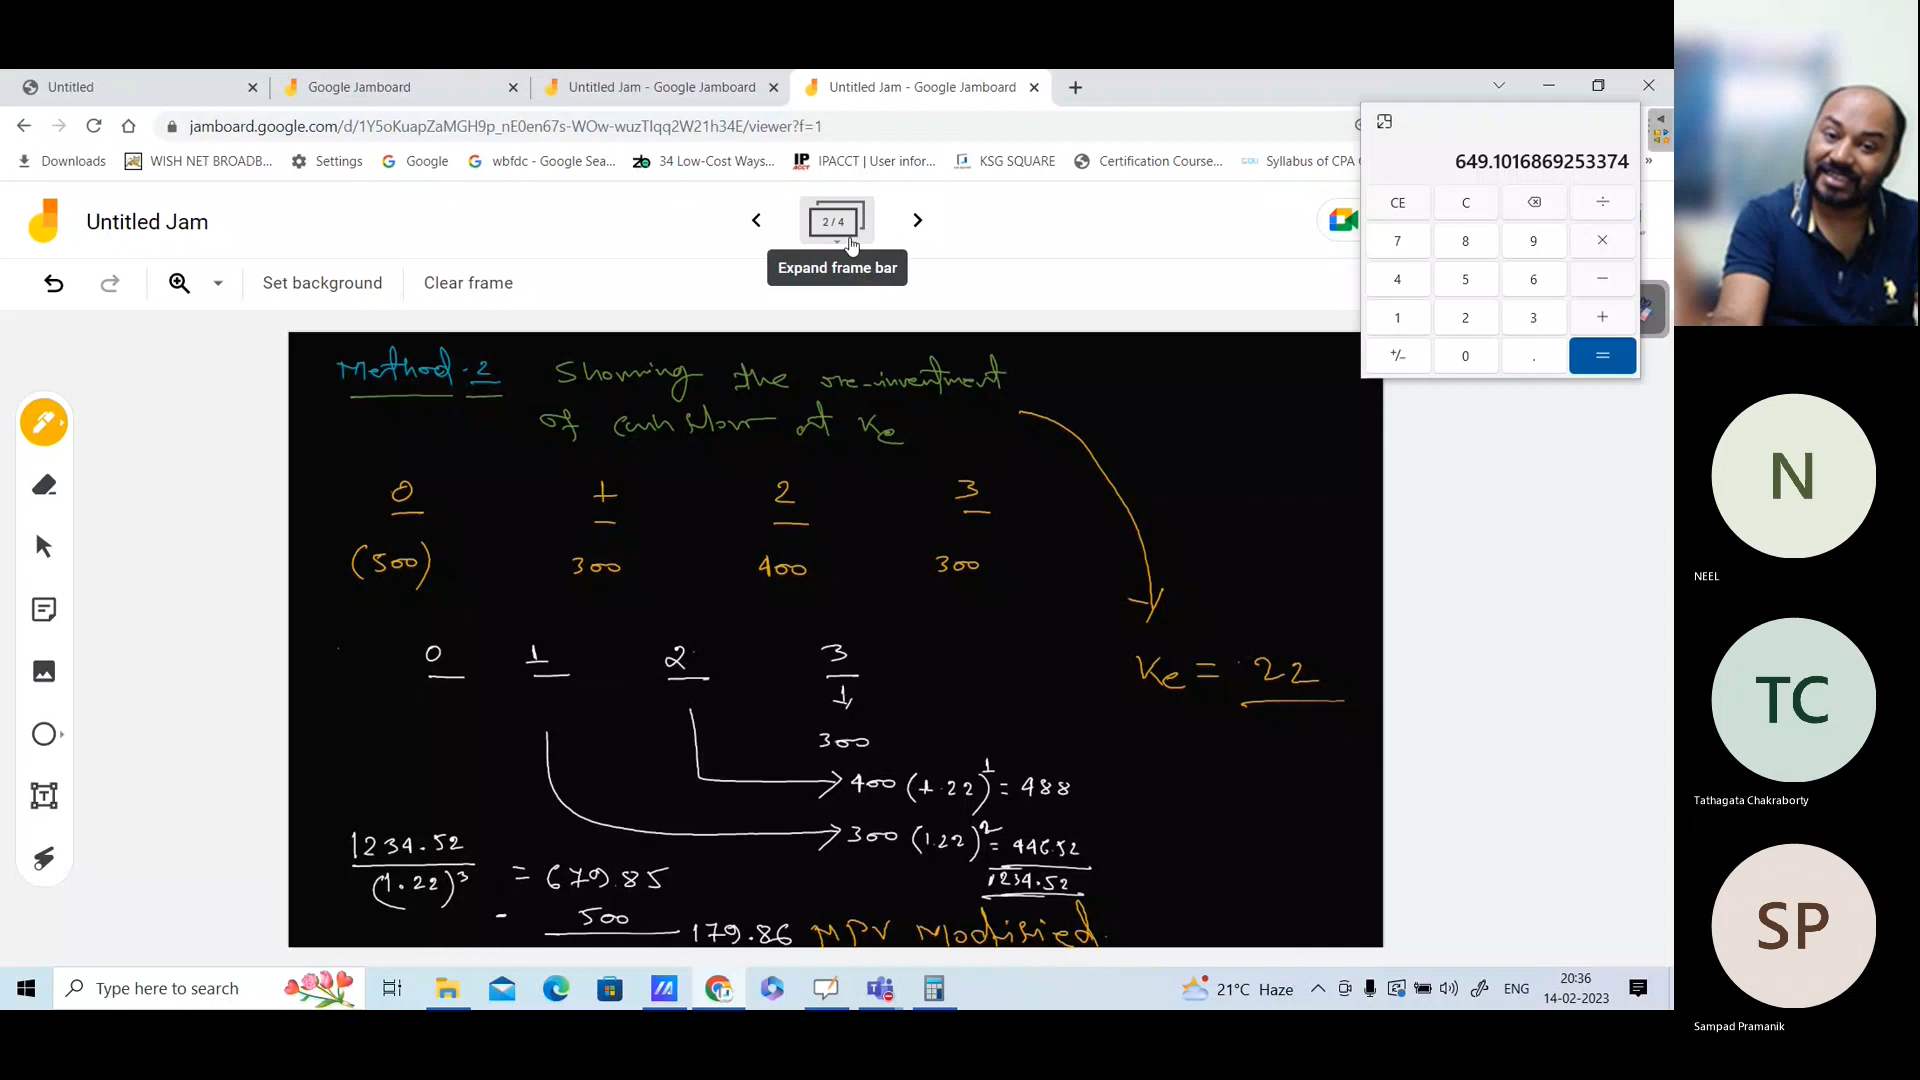 Untitled
Google Jamboard
Untitled Jam - Google Jamboard
Untitled Jam - Google Jamboard
jamboard.google.com/d/1Y5oKuapZaMGH9p_nE0en67s-WOw-wuzTlqq2W21h34E/viewer?f=1
Downloads
WISH NET BROADB...
Settings
Google
wbfdc - Google Sea...
34 Low-Cost Ways...
IPACCT | User infor...
KSG SQUARE
Certification Course...
Syllabus of CPA
»
Untitled Jam
2 / 4
Expand frame bar
Set background
Clear frame
649.1016869253374
CE C ÷
7 8 9 ×
4 5 6 −
1 2 3 +
+/− 0 . =
Method-2 Showing the re-investment
of cash flow at Ke
0 1 2 3
(500) 300 400 300
Ke = 22
0 1 2 3
300
400 (1.22)1 = 488
300 (1.22)2 = 446.52
1234.52
1234.52
(1.22)3
= 679.85
- 500
179.86 NPV Modified.
Type here to search
21°C Haze
ENG
20:36
14-02-2023
N
NEEL
TC
Tathagata Chakraborty
SP
Sampad Pramanik